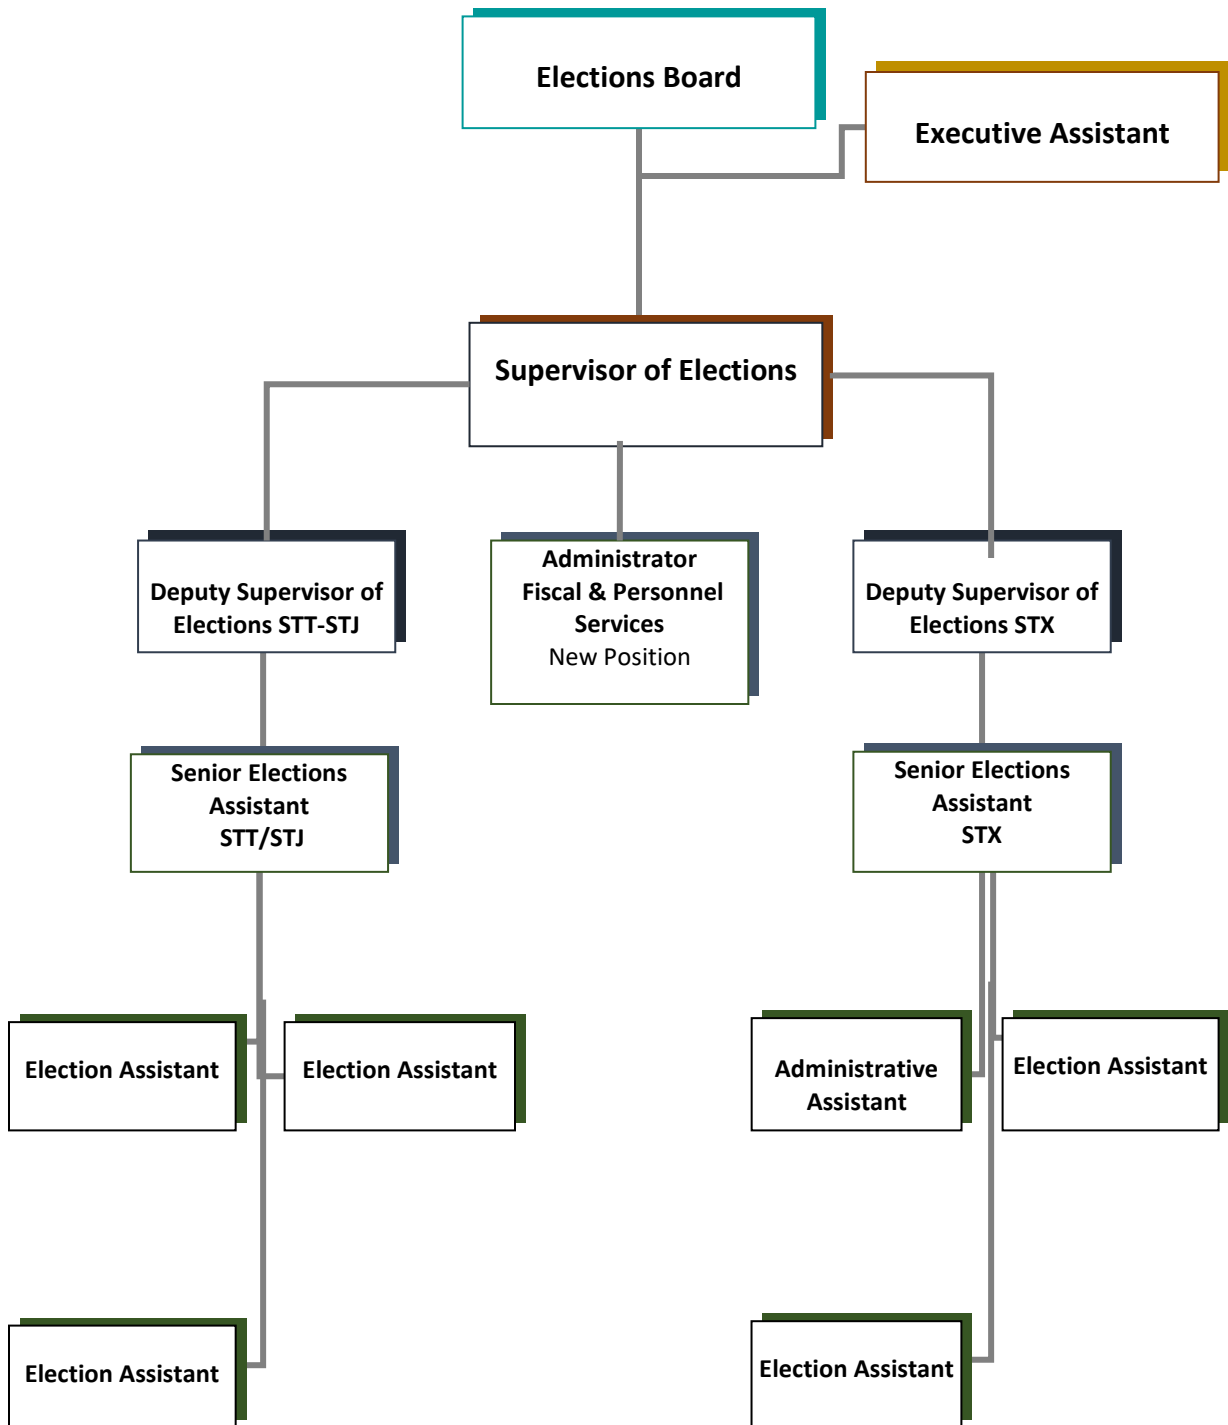 Elections Board
Executive Assistant
Supervisor of Elections
Deputy Supervisor of
Elections STT-STJ
Administrator
Fiscal & Personnel
Services
New Position
Deputy Supervisor of
Elections STX
Senior Elections
Assistant
STT/STJ
Senior Elections
Assistant
STX
Election Assistant
Election Assistant
Administrative
Assistant
Election Assistant
Election Assistant
Election Assistant